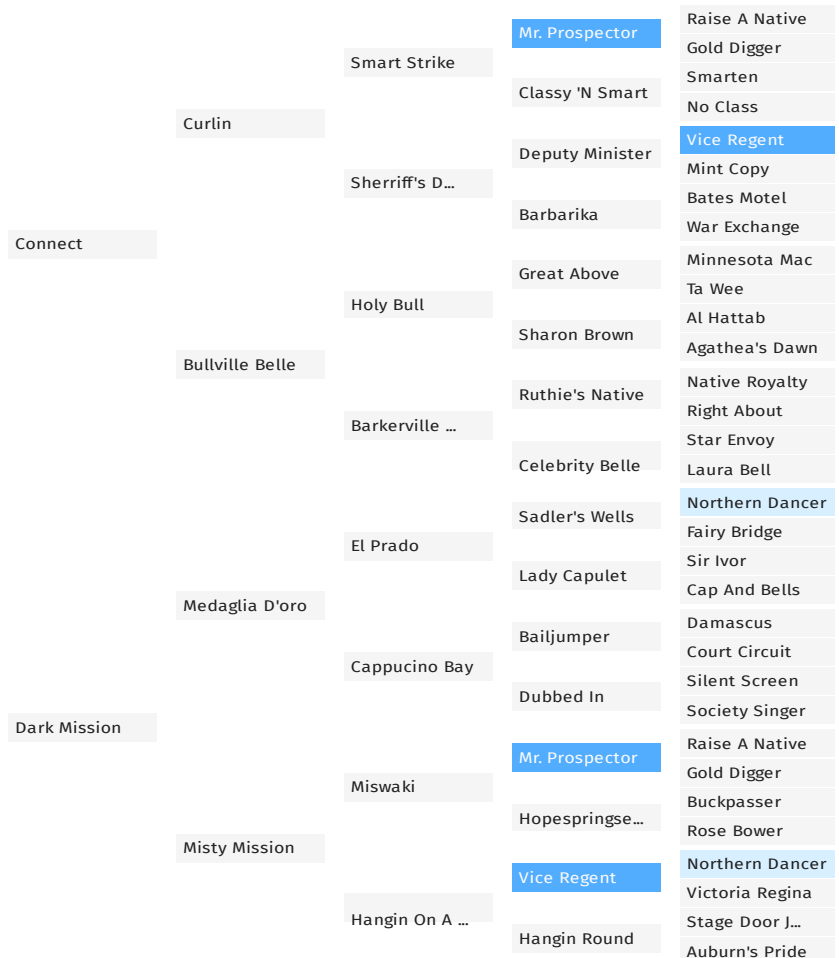 Connect
Dark Mission
Curlin
Bullville Belle
Medaglia D'oro
Misty Mission
Smart Strike
Sherriff's D...
Holy Bull
Barkerville ...
El Prado
Cappucino Bay
Miswaki
Hangin On A ...
Mr. Prospector
Classy 'N Smart
Deputy Minister
Barbarika
Great Above
Sharon Brown
Ruthie's Native
Celebrity Belle
Sadler's Wells
Lady Capulet
Bailjumper
Dubbed In
Mr. Prospector
Hopespringse...
Vice Regent
Hangin Round
Raise A Native
Gold Digger
Smarten
No Class
Vice Regent
Mint Copy
Bates Motel
War Exchange
Minnesota Mac
Ta Wee
Al Hattab
Agathea's Dawn
Native Royalty
Right About
Star Envoy
Laura Bell
Northern Dancer
Fairy Bridge
Sir Ivor
Cap And Bells
Damascus
Court Circuit
Silent Screen
Society Singer
Raise A Native
Gold Digger
Buckpasser
Rose Bower
Northern Dancer
Victoria Regina
Stage Door J...
Auburn's Pride